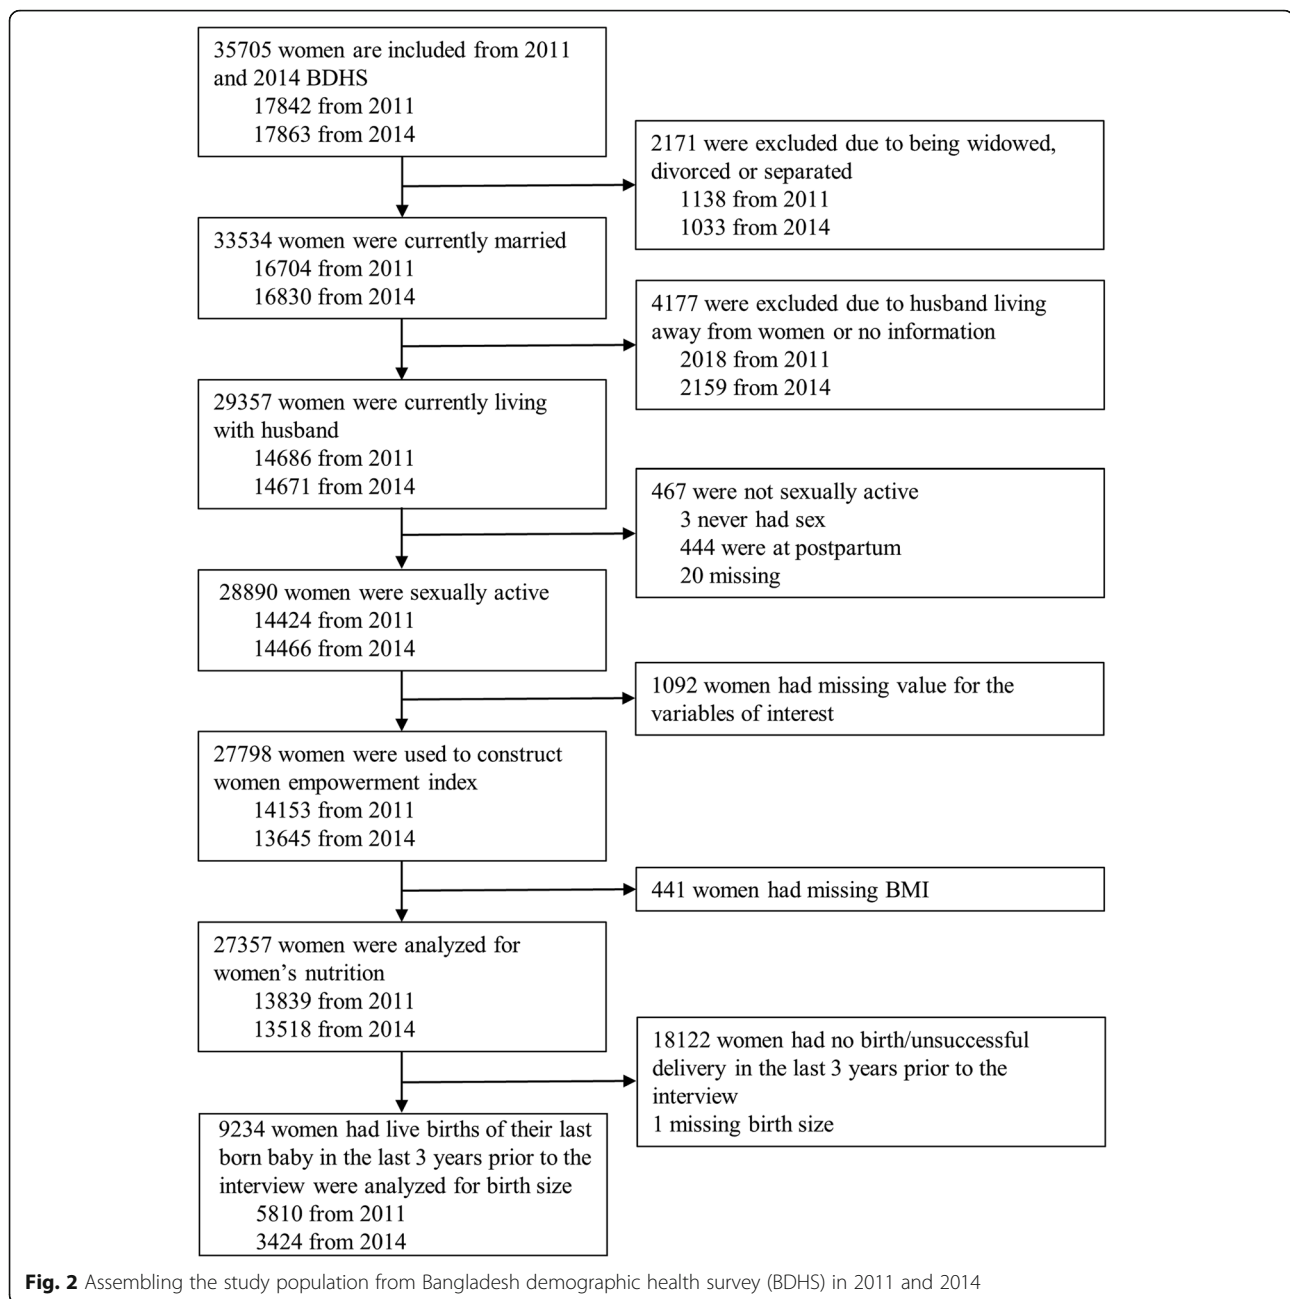 35705 women are included from 2011
and 2014 BDHS
17842 from 2011
17863 from 2014
2171 were excluded due to being widowed,
divorced or separated
1138 from 2011
1033 from 2014
33534 women were currently married
16704 from 2011
16830 from 2014
4177 were excluded due to husband living
away from women or no information
2018 from 2011
2159 from 2014
29357 women were currently living
with husband
14686 from 2011
14671 from 2014
467 were not sexually active
3 never had sex
444 were at postpartum
20 missing
28890 women were sexually active
14424 from 2011
14466 from 2014
1092 women had missing value for the
variables of interest
27798 women were used to construct
women empowerment index
14153 from 2011
13645 from 2014
441 women had missing BMI
27357 women were analyzed for
women's nutrition
13839 from 2011
13518 from 2014
18122 women had no birth/unsuccessful
delivery in the last 3 years prior to the
interview
1 missing birth size
9234 women had live births of their last
born baby in the last 3 years prior to the
interview were analyzed for birth size
5810 from 2011
3424 from 2014
Fig. 2 Assembling the study population from Bangladesh demographic health survey (BDHS) in 2011 and 2014